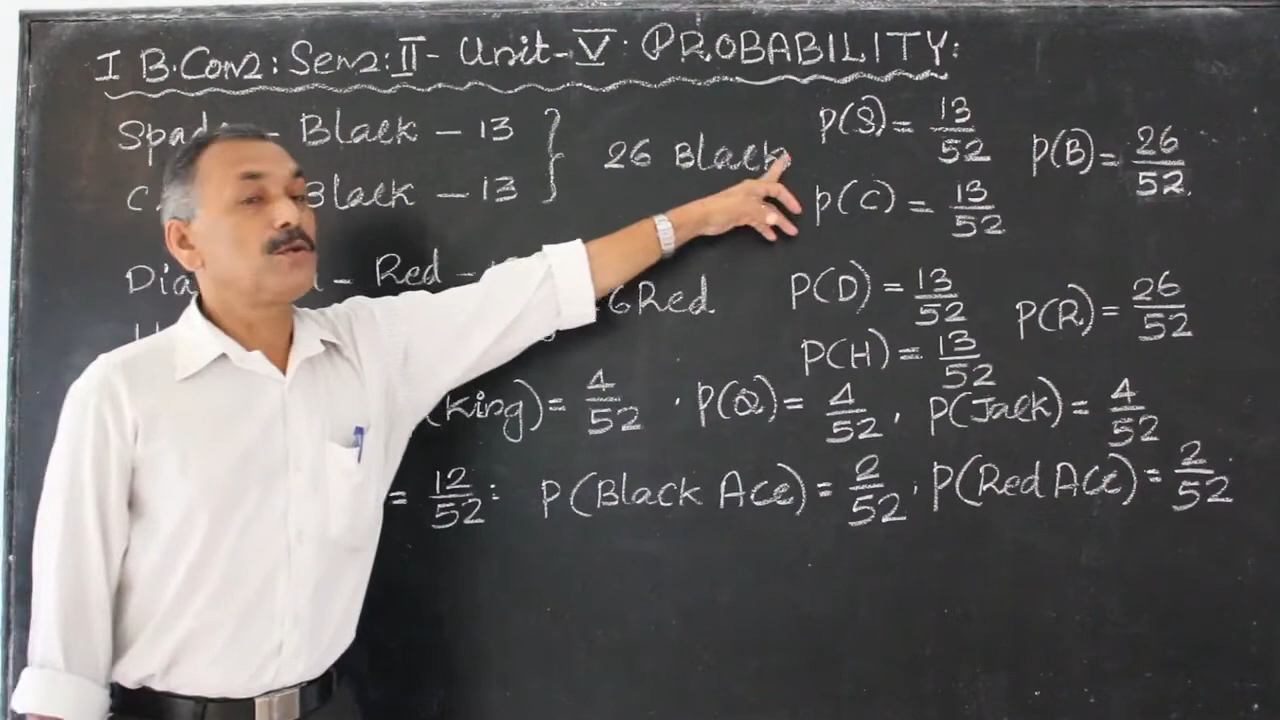 I B.Com: Sem: II - Unit - V. PROBABILITY:
Spad - Black - 13 } 26 Black P(S) = 13/52 P(B) = 26/52.
C Black - 13 P(C) = 13/52
Dia - Red - 6 Red. P(D) = 13/52 P(R) = 26/52
P(H) = 13/52
(King) = 4/52 . P(Q) = 4/52, P(Jack) = 4/52
= 12/52 : P(Black Ace) = 2/52, P(Red Ace) = 2/52